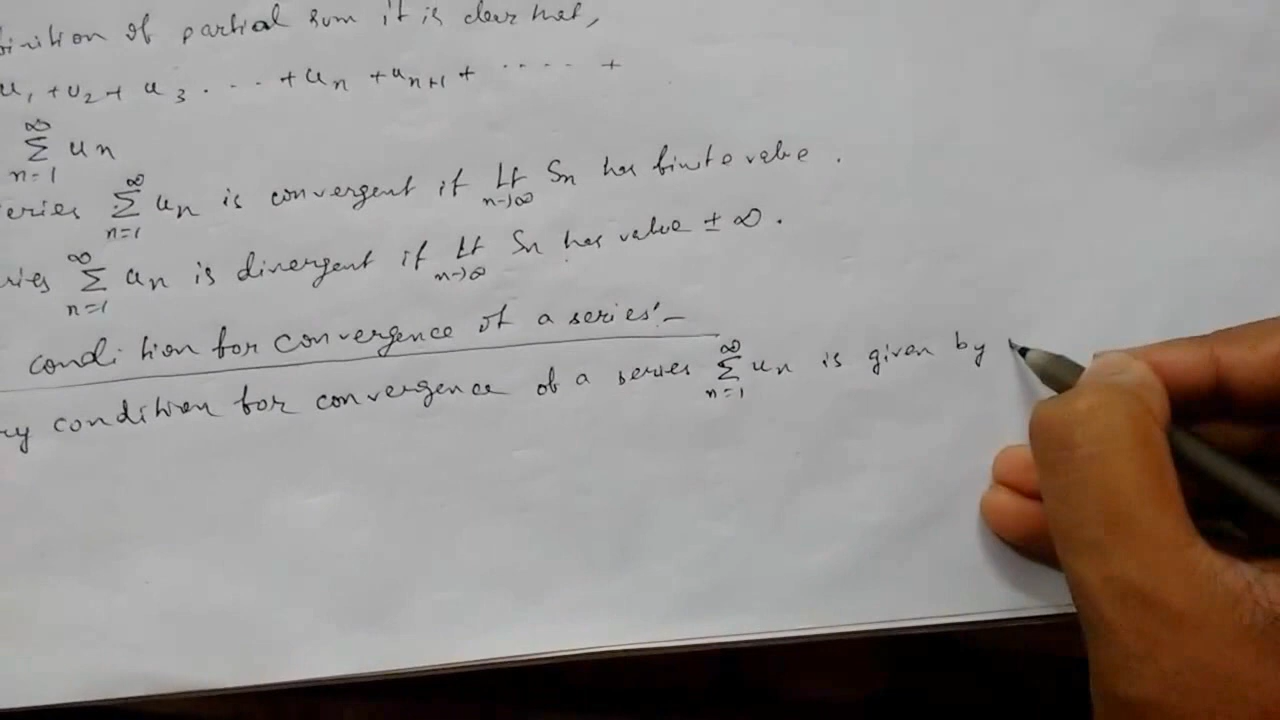 inition of partial sum it is clear that,
u₁ + u₂ + u₃ . . . . + uₙ + uₙ₊₁ + . . . . . +
∞ Σ n=1 uₙ
eries ∞ Σ n=1 uₙ is convergent if Lt n→∞ Sₙ has finite value .
ries ∞ Σ n=1 uₙ is divergent if Lt n→∞ Sₙ has value ± ∞ .
condition for convergence of a series :-
ry condition for convergence of a series ∞ Σ n=1 uₙ is given by